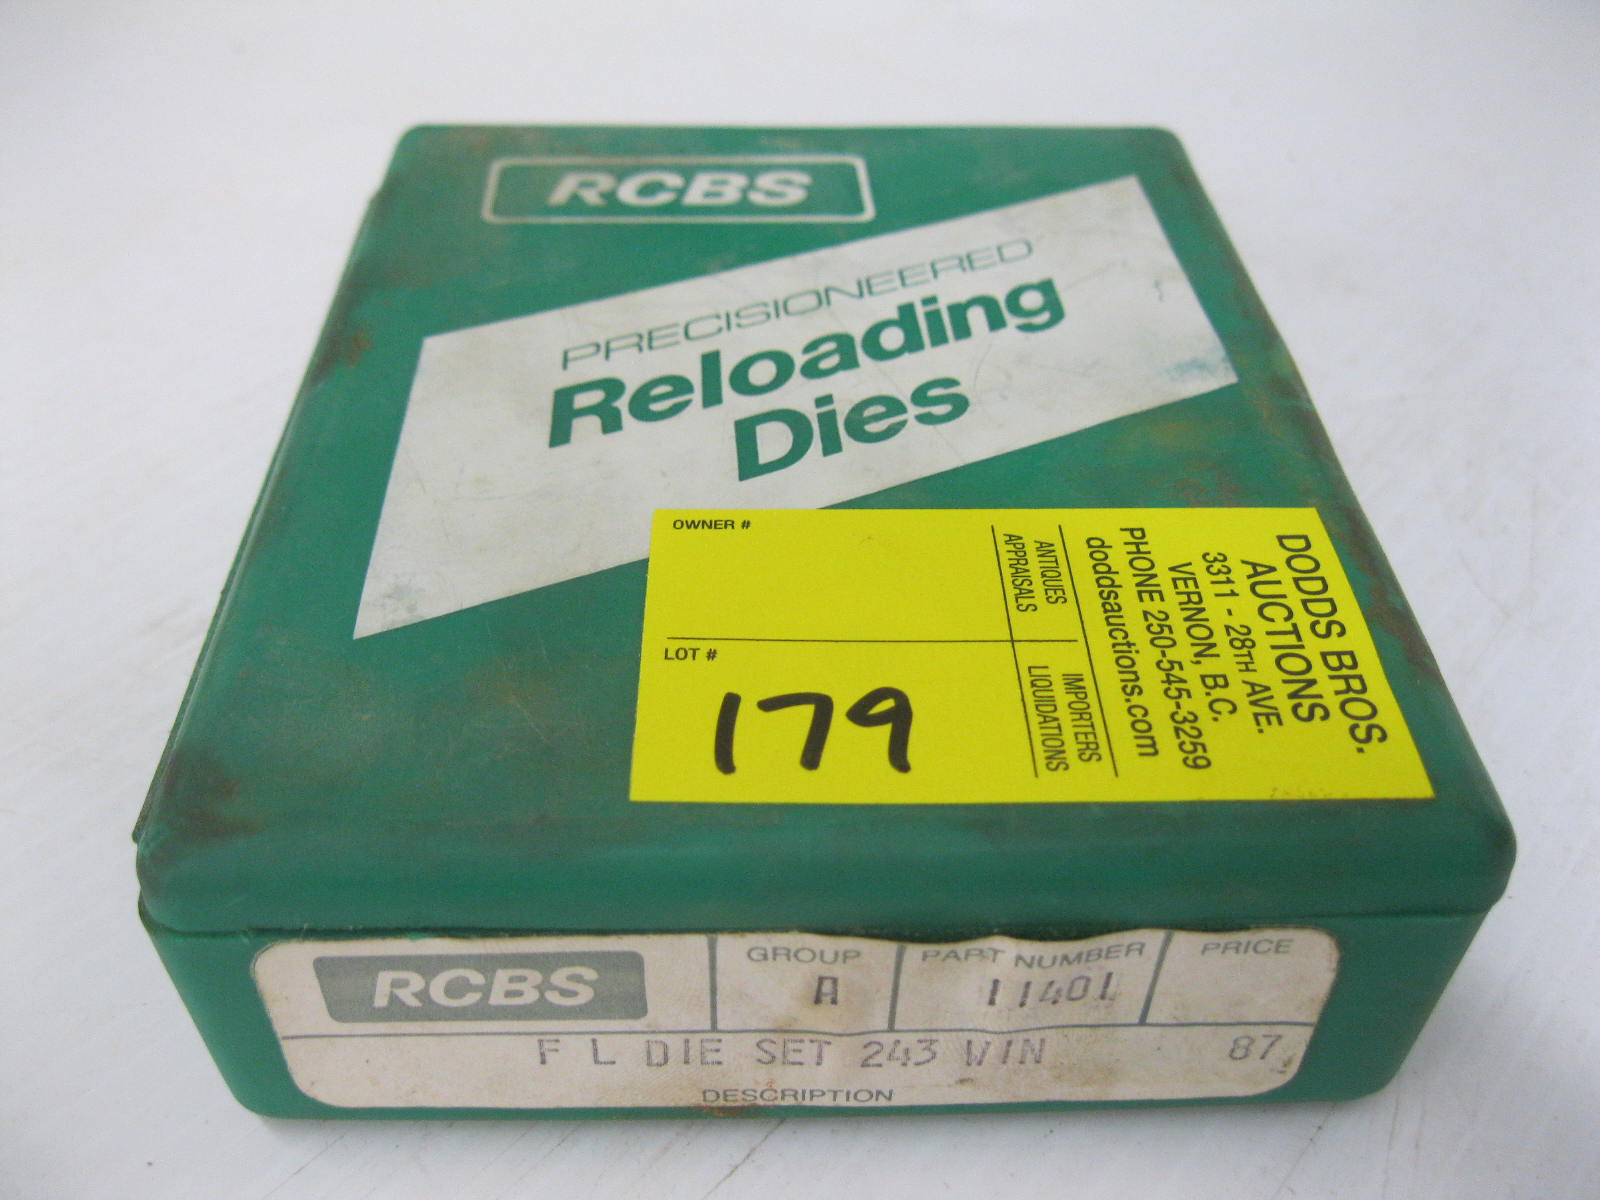 RCBS
PRECISIONEERED
Reloading
Dies
OWNER #
LOT #
179
ANTIQUES
APPRAISALS
IMPORTERS
LIQUIDATIONS
DODDS BROS.
AUCTIONS
3311 - 28TH AVE.
VERNON, B.C.
PHONE 250-545-3259
doddsauctions.com
RCBS
GROUP
A
PART NUMBER
11401
PRICE
F L DIE SET 243 WIN 87
DESCRIPTION